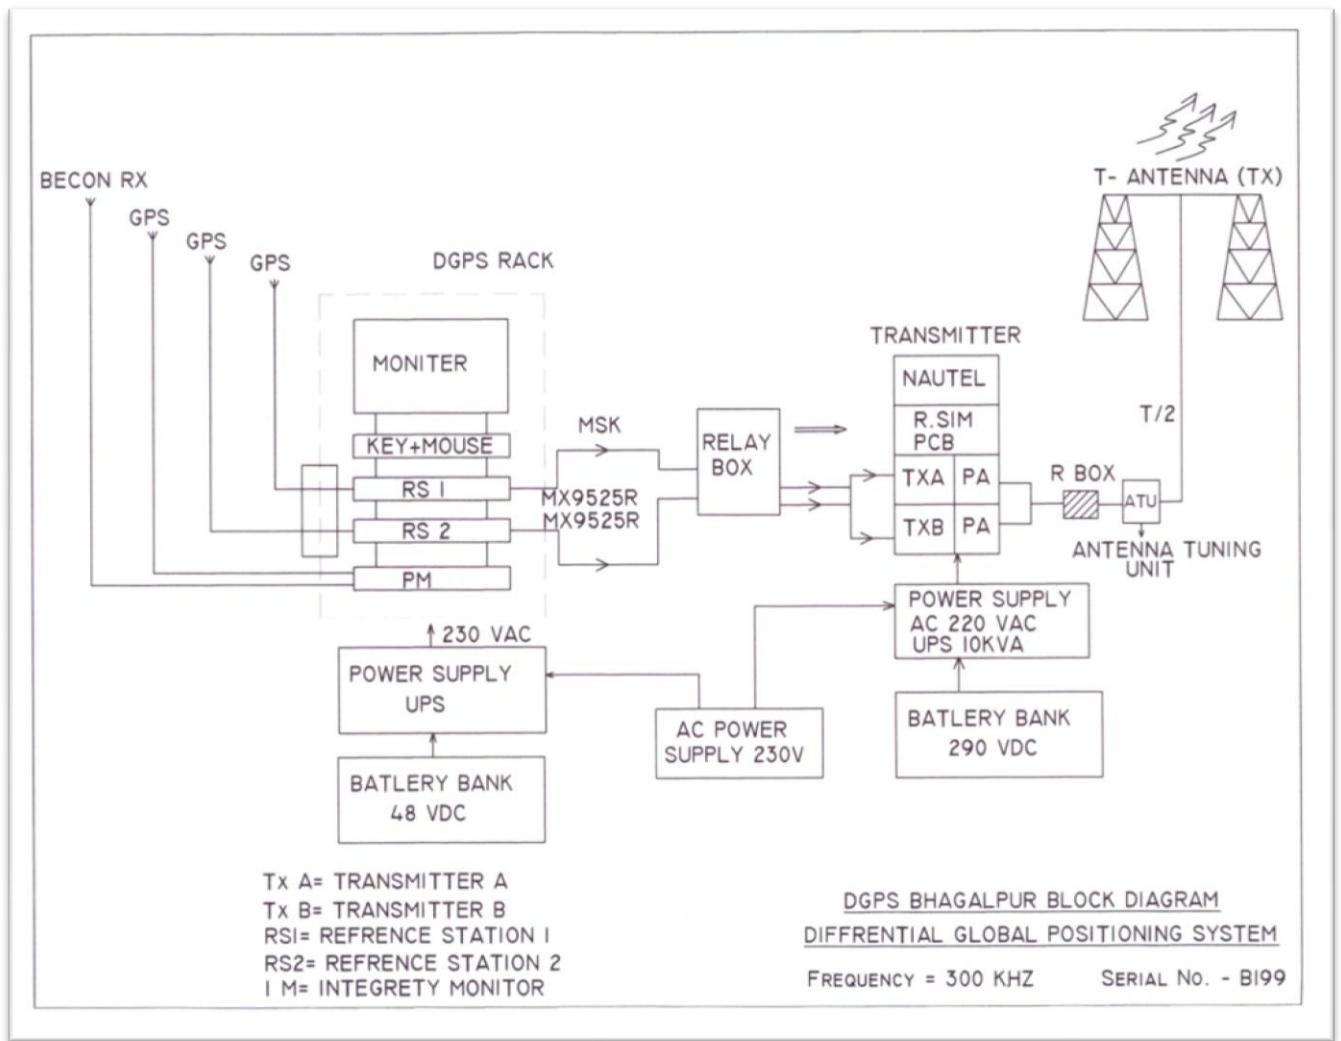 BECON RX
GPS
GPS
GPS
DGPS RACK
MONITER
KEY+MOUSE
RS 1
RS 2
PM
MSK
MX9525R
MX9525R
RELAY
BOX
TRANSMITTER
NAUTEL
R.SIM
PCB
TXA PA
TXB PA
T- ANTENNA (TX)
T/2
R BOX
ATU
ANTENNA TUNING
UNIT
230 VAC
POWER SUPPLY
UPS
BATLERY BANK
48 VDC
AC POWER
SUPPLY 230V
POWER SUPPLY
AC 220 VAC
UPS 10KVA
BATLERY BANK
290 VDC
Tx A= TRANSMITTER A
Tx B= TRANSMITTER B
RS1= REFRENCE STATION 1
RS2= REFRENCE STATION 2
I M= INTEGRETY MONITOR
DGPS BHAGALPUR BLOCK DIAGRAM
DIFFRENTIAL GLOBAL POSITIONING SYSTEM
FREQUENCY = 300 KHZ SERIAL NO. - B199